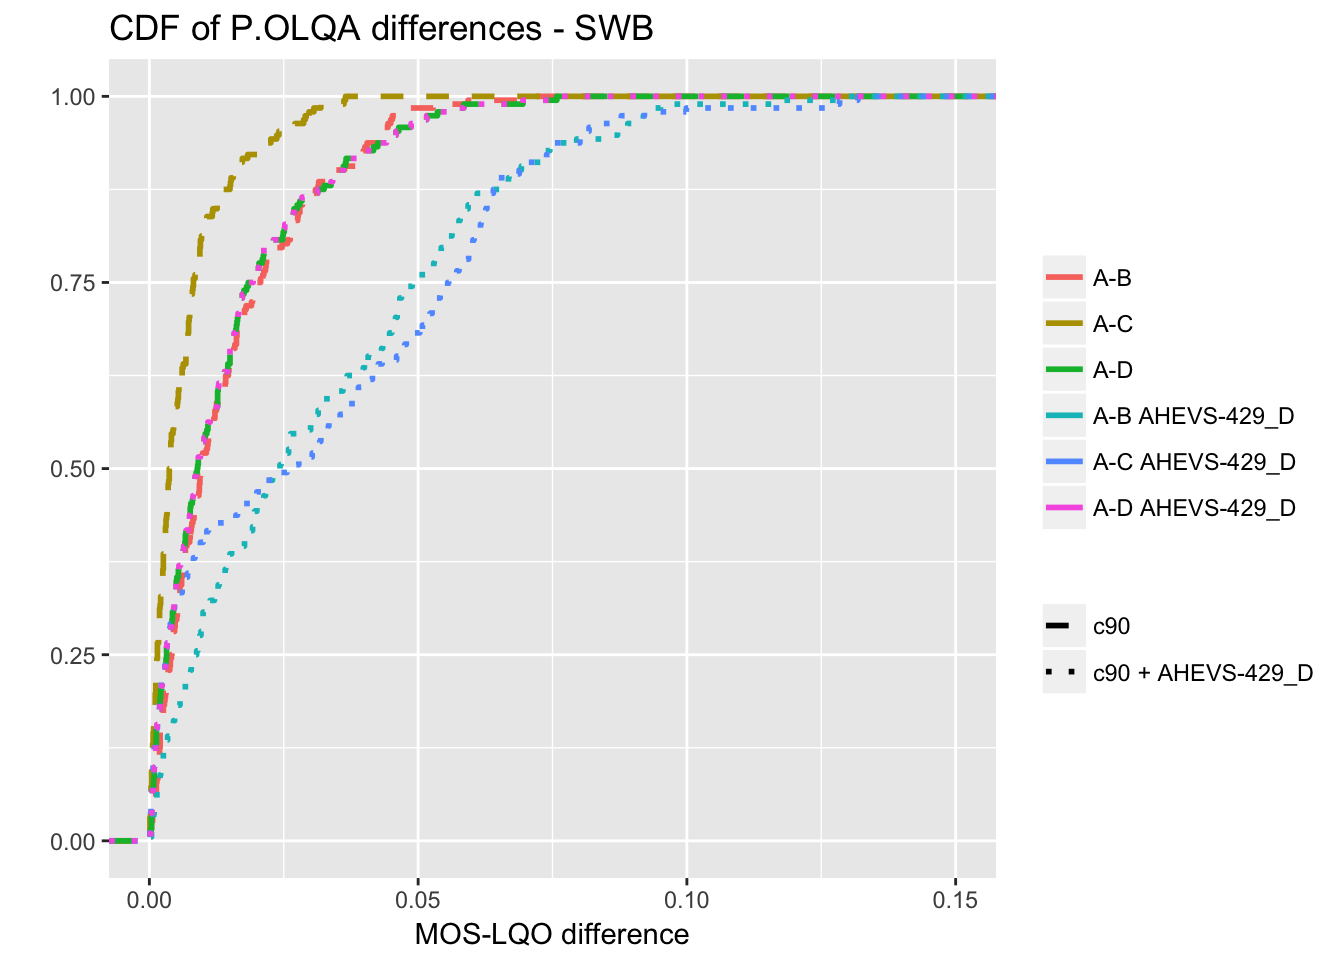 CDF of P.OLQA differences - SWB
1.00
0.75
0.50
0.25
0.00
0.00
0.05
0.10
0.15
MOS-LQO difference
A-B
A-C
A-D
A-B AHEVS-429_D
A-C AHEVS-429_D
A-D AHEVS-429_D
c90
c90 + AHEVS-429_D